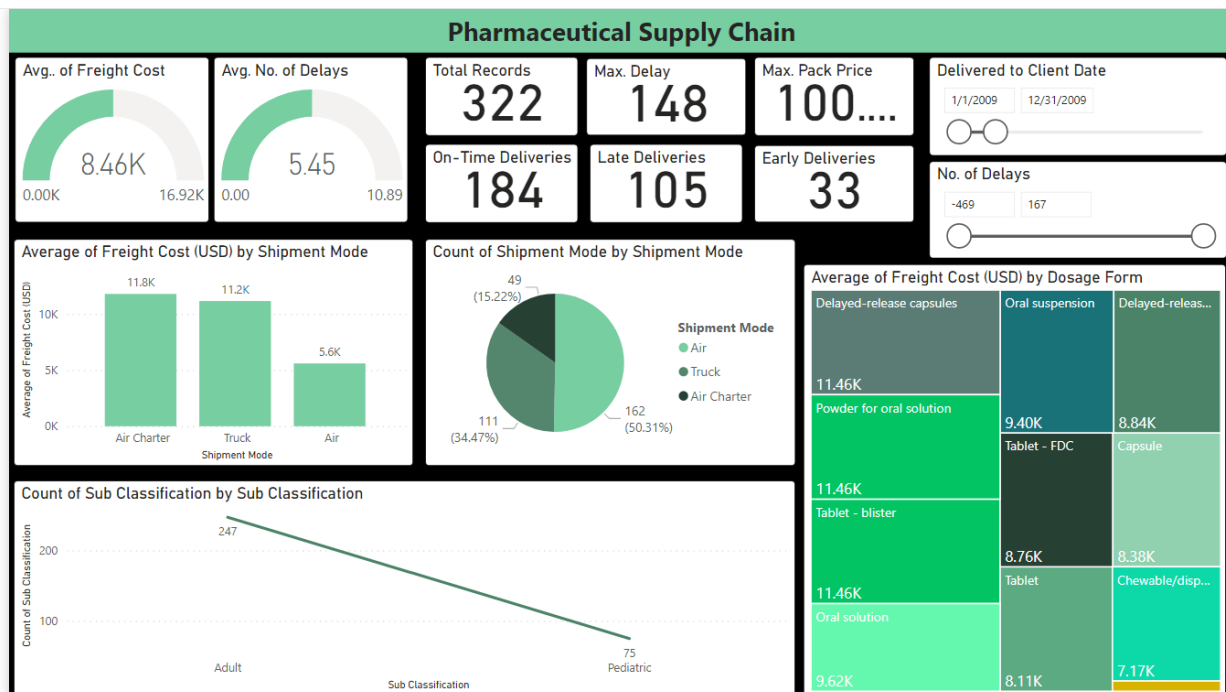 Pharmaceutical Supply Chain
Avg.. of Freight Cost
8.46K
0.00K
16.92K
Avg. No. of Delays
5.45
0.00
10.89
Total Records
322
Max. Delay
148
Max. Pack Price
100....
On-Time Deliveries
184
Late Deliveries
105
Early Deliveries
33
Delivered to Client Date
1/1/2009
12/31/2009
No. of Delays
-469
167
Average of Freight Cost (USD) by Shipment Mode
Average of Freight Cost (USD)
10K
5K
0K
11.8K
11.2K
5.6K
Air Charter
Truck
Air
Shipment Mode
Count of Shipment Mode by Shipment Mode
49
(15.22%)
111
(34.47%)
162
(50.31%)
Shipment Mode
Air
Truck
Air Charter
Average of Freight Cost (USD) by Dosage Form
Delayed-release capsules
11.46K
Powder for oral solution
11.46K
Tablet - blister
11.46K
Oral solution
9.62K
Oral suspension
9.40K
Tablet - FDC
8.76K
Tablet
8.11K
Delayed-releas...
8.84K
Capsule
8.38K
Chewable/disp...
7.17K
Count of Sub Classification by Sub Classification
Count of Sub Classification
200
100
247
75
Adult
Pediatric
Sub Classification